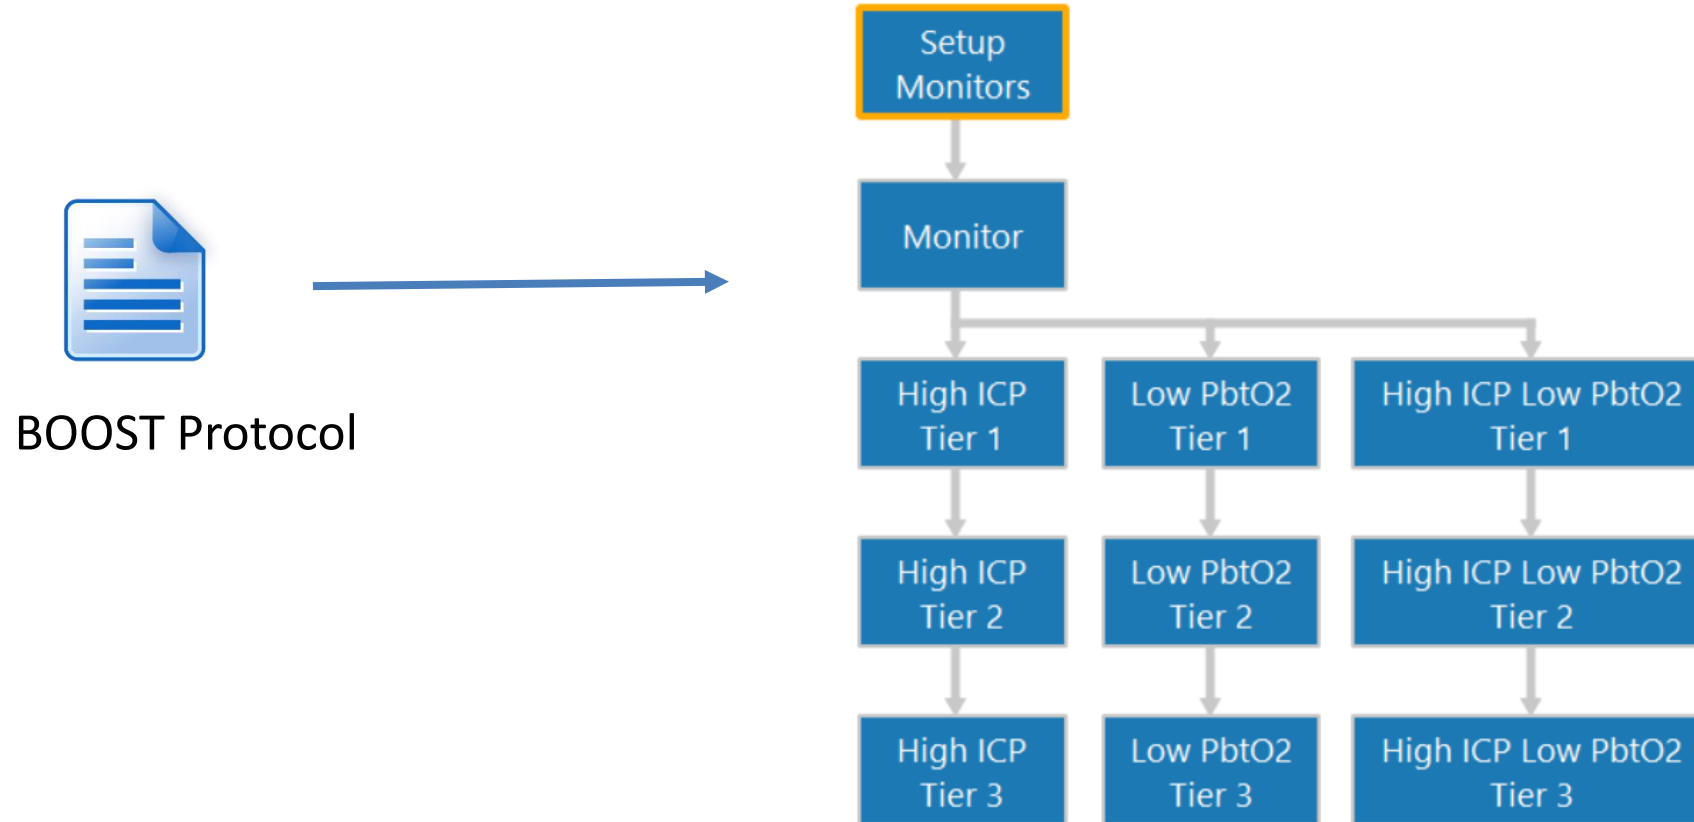 Setup
Monitors
Monitor
BOOST Protocol
High ICP
Tier 1
Low PbtO2
Tier 1
High ICP Low PbtO2
Tier 1
High ICP
Tier 2
Low PbtO2
Tier 2
High ICP Low PbtO2
Tier 2
High ICP
Tier 3
Low PbtO2
Tier 3
High ICP Low PbtO2
Tier 3